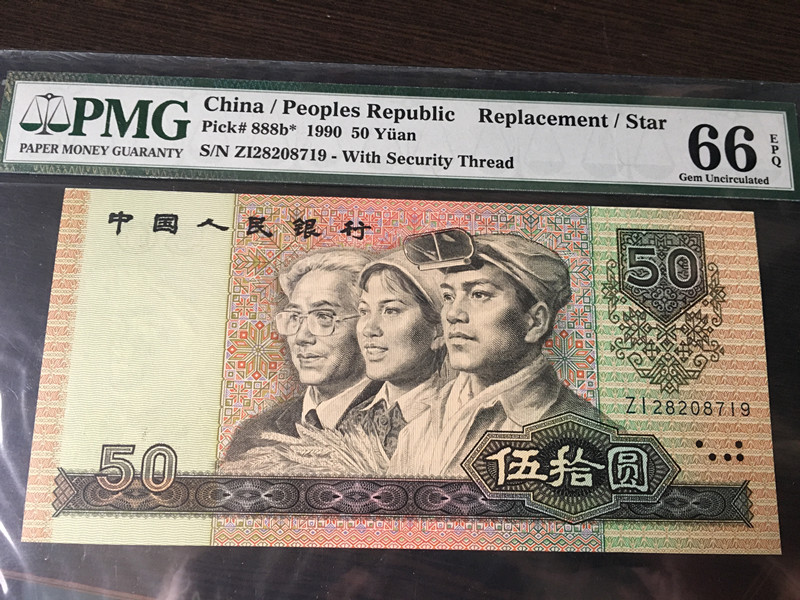 PMG
PAPER MONEY GUARANTY
China / Peoples Republic Replacement / Star
Pick# 888b* 1990 50 Yüan
S/N ZI28208719 - With Security Thread
66 EPQ
Gem Uncirculated
中国人民银行
50
ZI28208719
50
伍拾圆